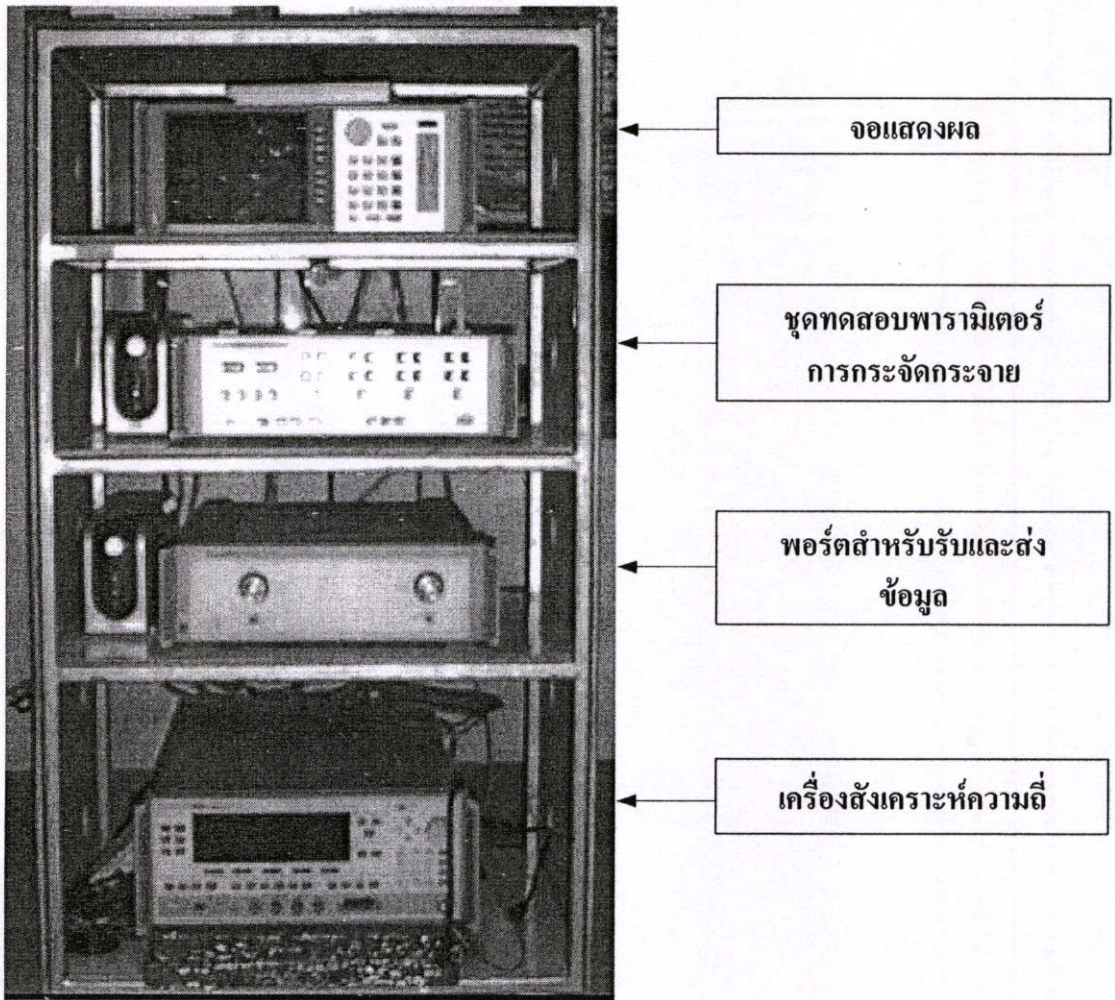 จอแสดงผล
ชุดทดสอบพารามิเตอร์
การกระจัดกระจาย
พอร์ตสำหรับรับและส่ง
ข้อมูล
เครื่องสังเคราะห์ความถี่